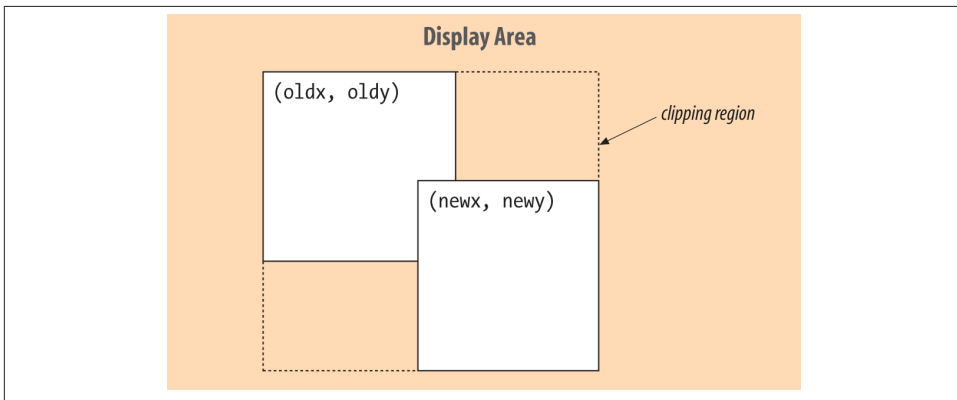 Display Area
(oldx, oldy)
clipping region
(newx, newy)